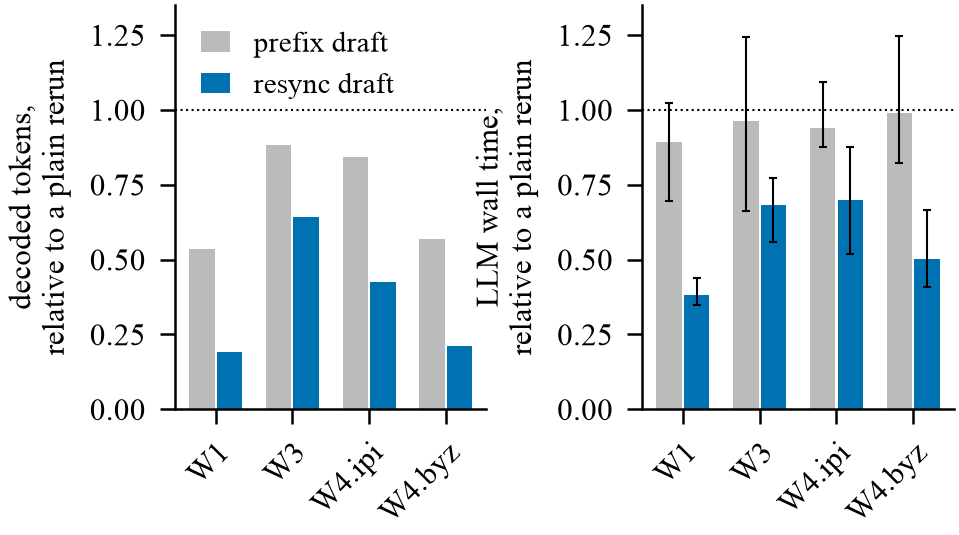 decoded tokens,
relative to a plain rerun
1.25
1.00
0.75
0.50
0.25
0.00
prefix draft
resync draft
W1
W3
W4.ipi
W4.byz
LLM wall time,
relative to a plain rerun
1.25
1.00
0.75
0.50
0.25
0.00
W1
W3
W4.ipi
W4.byz